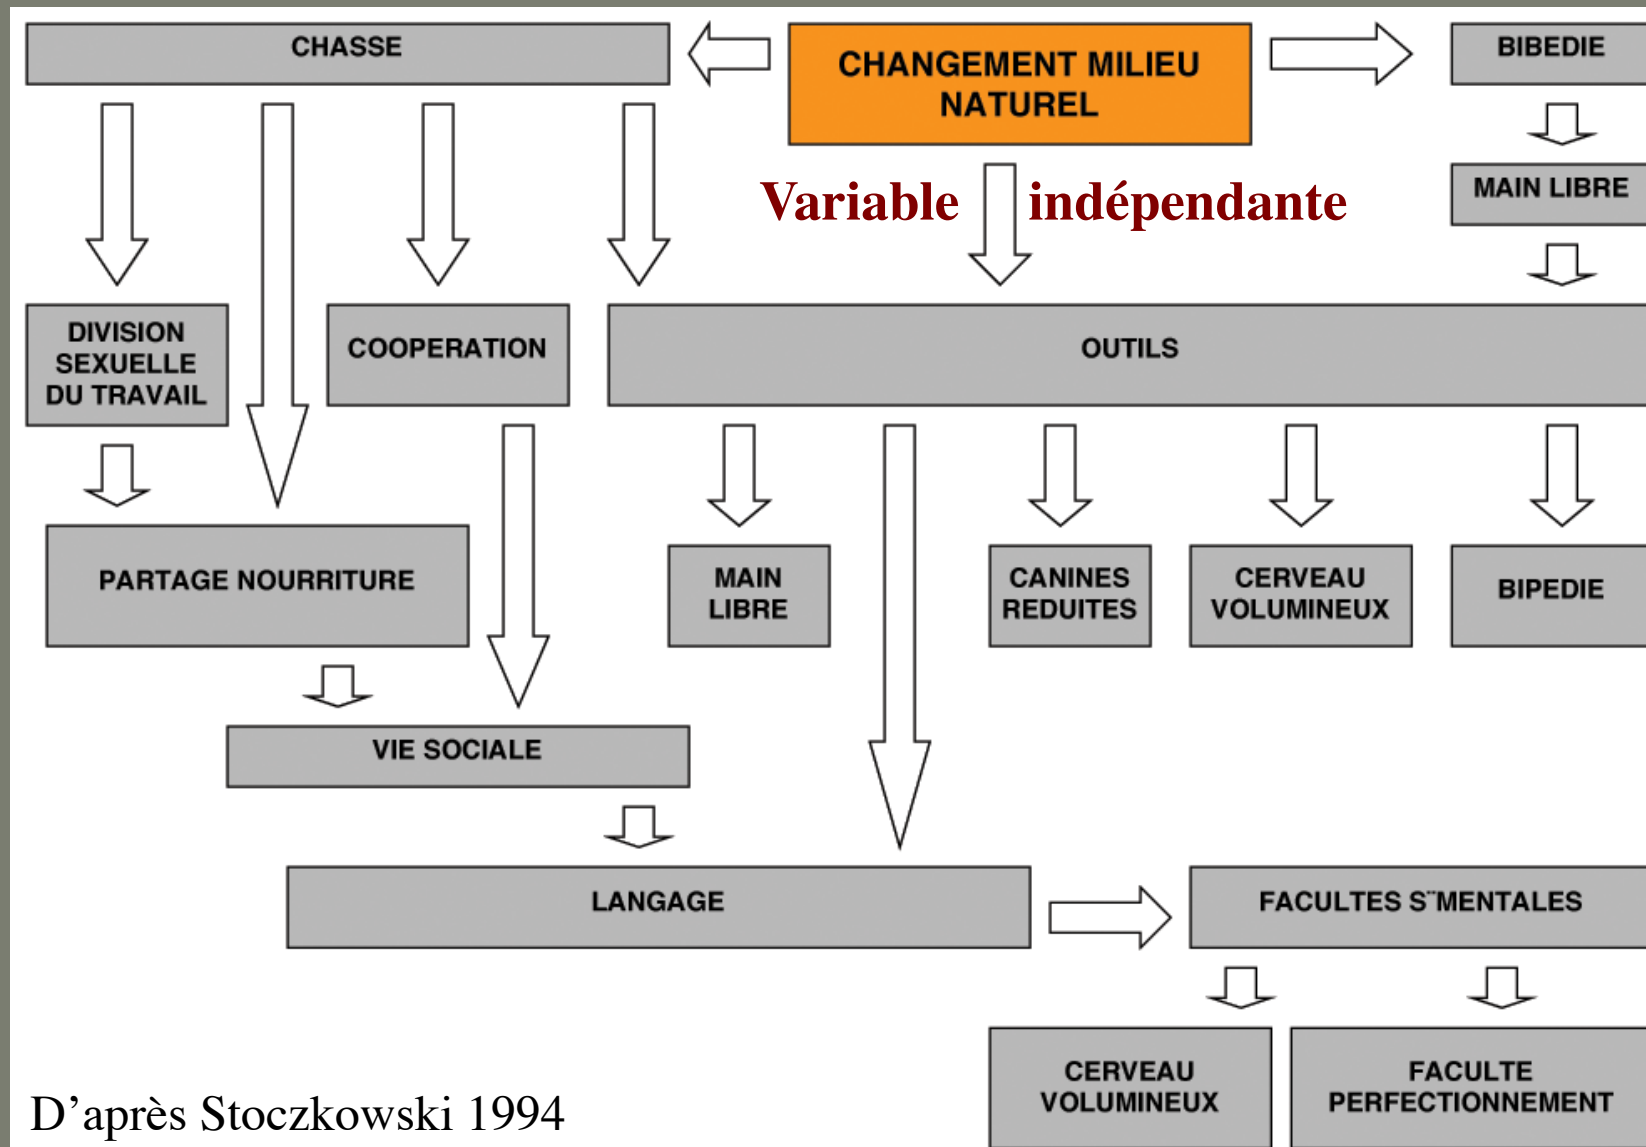 CHASSE
CHANGEMENT MILIEU
NATUREL
BIBEDIE
Variable indépendante
MAIN LIBRE
DIVISION
SEXUELLE
DU TRAVAIL
COOPERATION
OUTILS
PARTAGE NOURRITURE
MAIN
LIBRE
CANINES
REDUITES
CERVEAU
VOLUMINEUX
BIPEDIE
VIE SOCIALE
LANGAGE
FACULTES S¨MENTALES
CERVEAU
VOLUMINEUX
FACULTE
PERFECTIONNEMENT
D’après Stoczkowski 1994